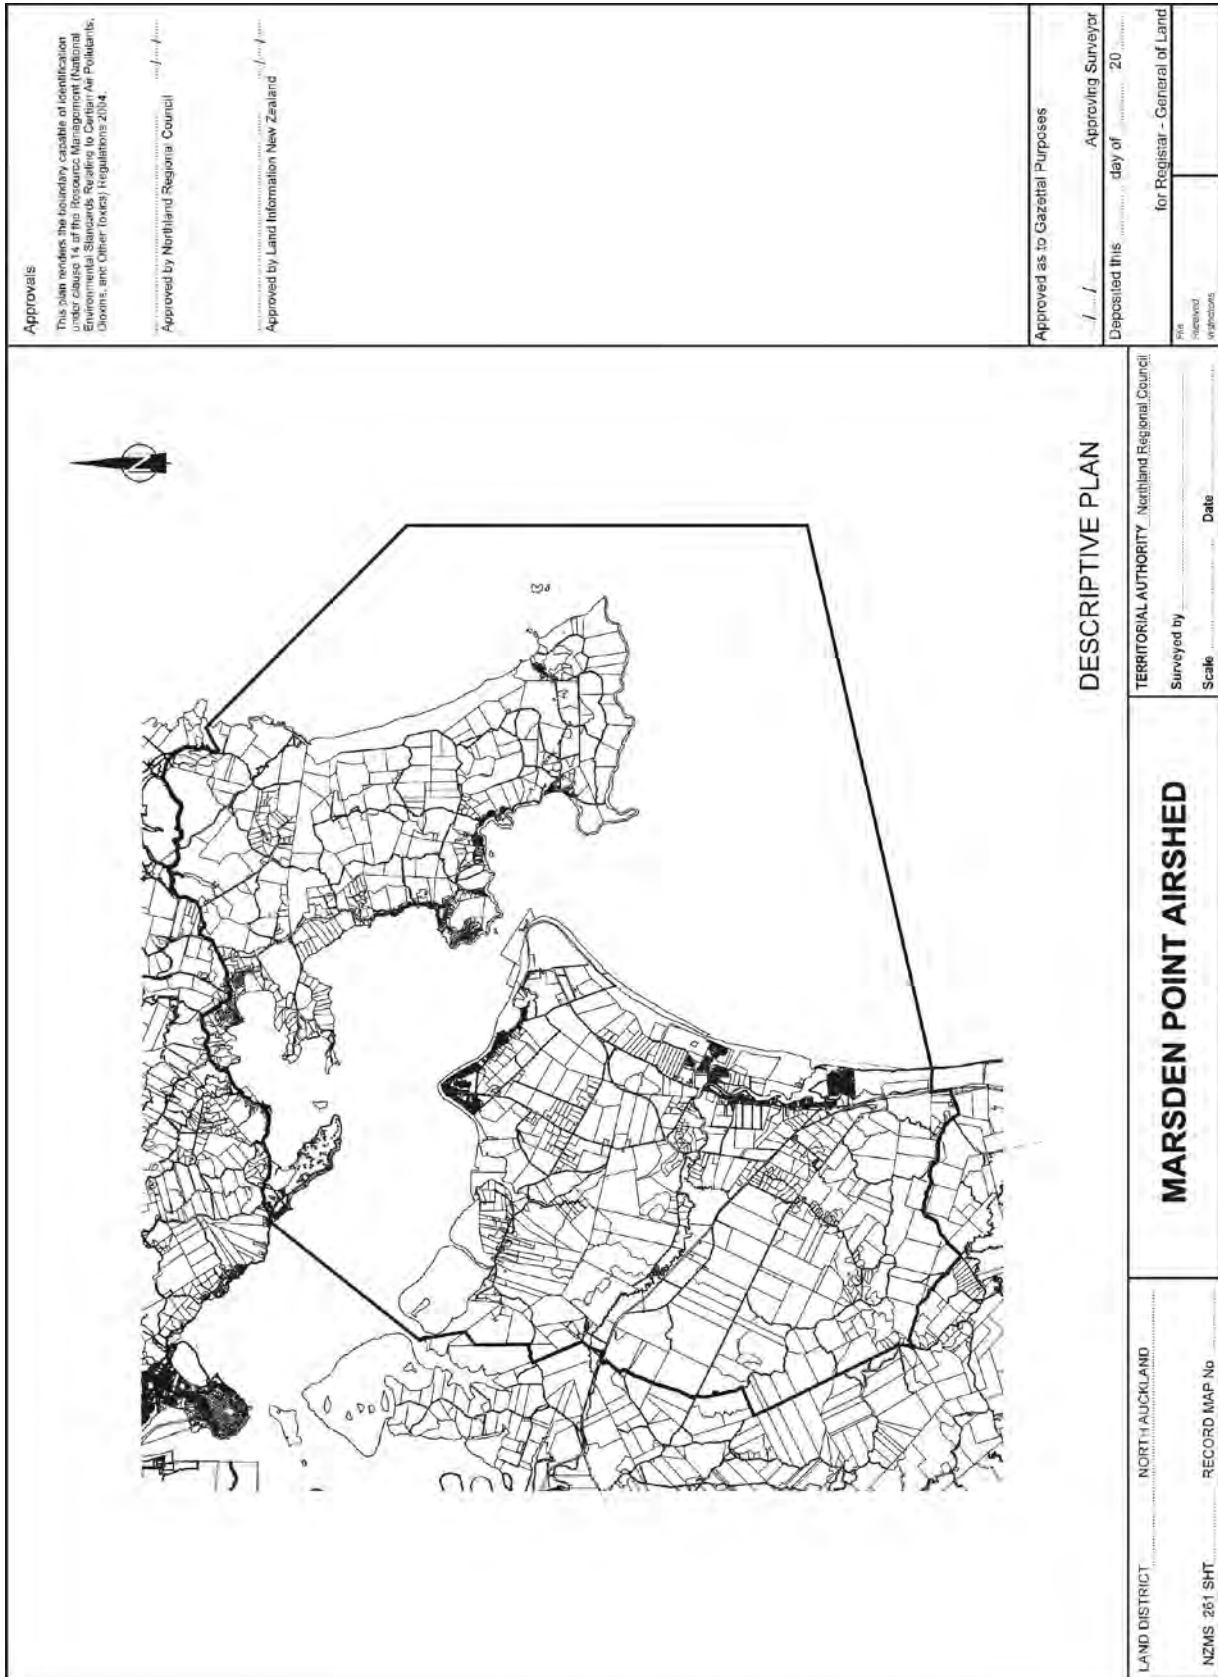 Approvals
This plan renders the boundary capable of identification
under clause 14 of the Resource Management (National
Environmental Standards Relating to Certian Air Pollutants,
Dioxins, and Other Toxics) Regulations 2004.
..../..../....
Approved by Northland Regional Council
..../..../....
Approved by Land Information New Zealand
N
DESCRIPTIVE PLAN
Approved as to Gazettal Purposes
..../..../.... Approving Surveyor
Deposited this day of 20
for Registar - General of Land
File
Received
LAND DISTRICT NORTH AUCKLAND
NZMS 261 SHT RECORD MAP No
MARSDEN POINT AIRSHED
TERRITORIAL AUTHORITY Northland Regional Council
Surveyed by
Scale Date